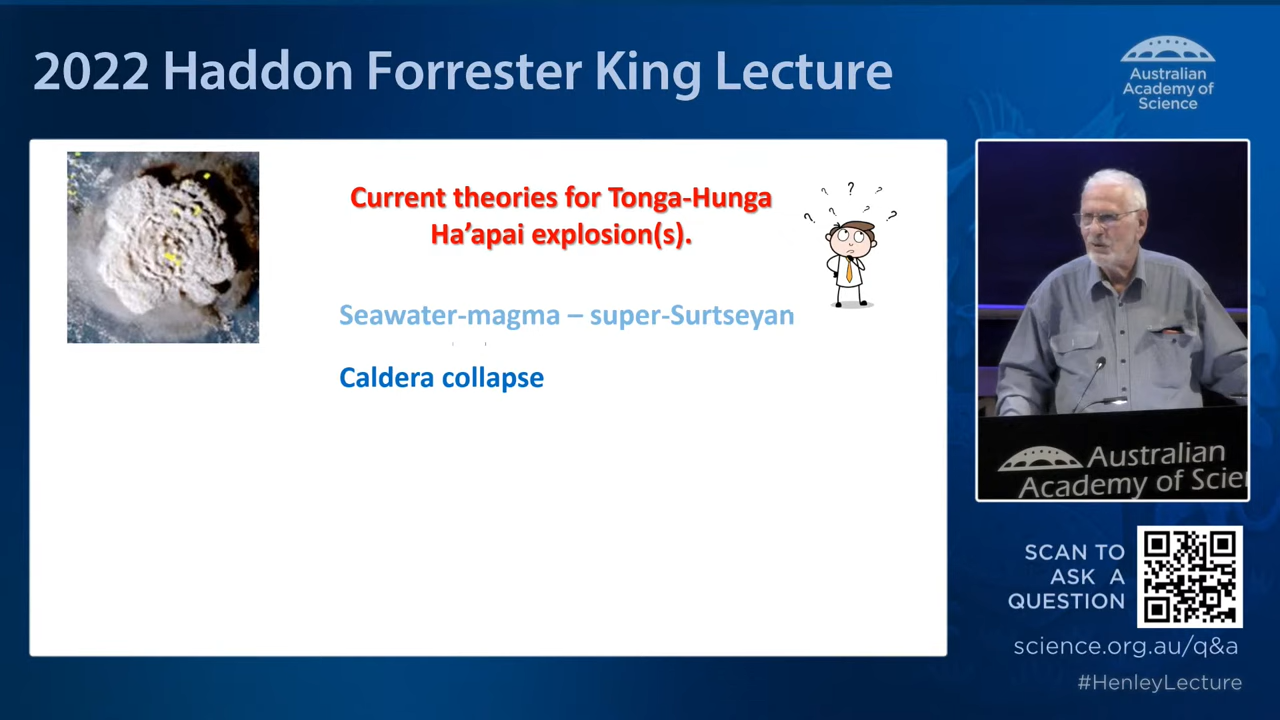 2022 Haddon Forrester King Lecture
Australian
Academy of
Science
Current theories for Tonga-Hunga
Ha’apai explosion(s).
? ? ? ? ? ?
Seawater-magma – super-Surtseyan
Caldera collapse
Australian
Academy of Scie
SCAN TO
ASK A
QUESTION
science.org.au/q&a
#HenleyLecture